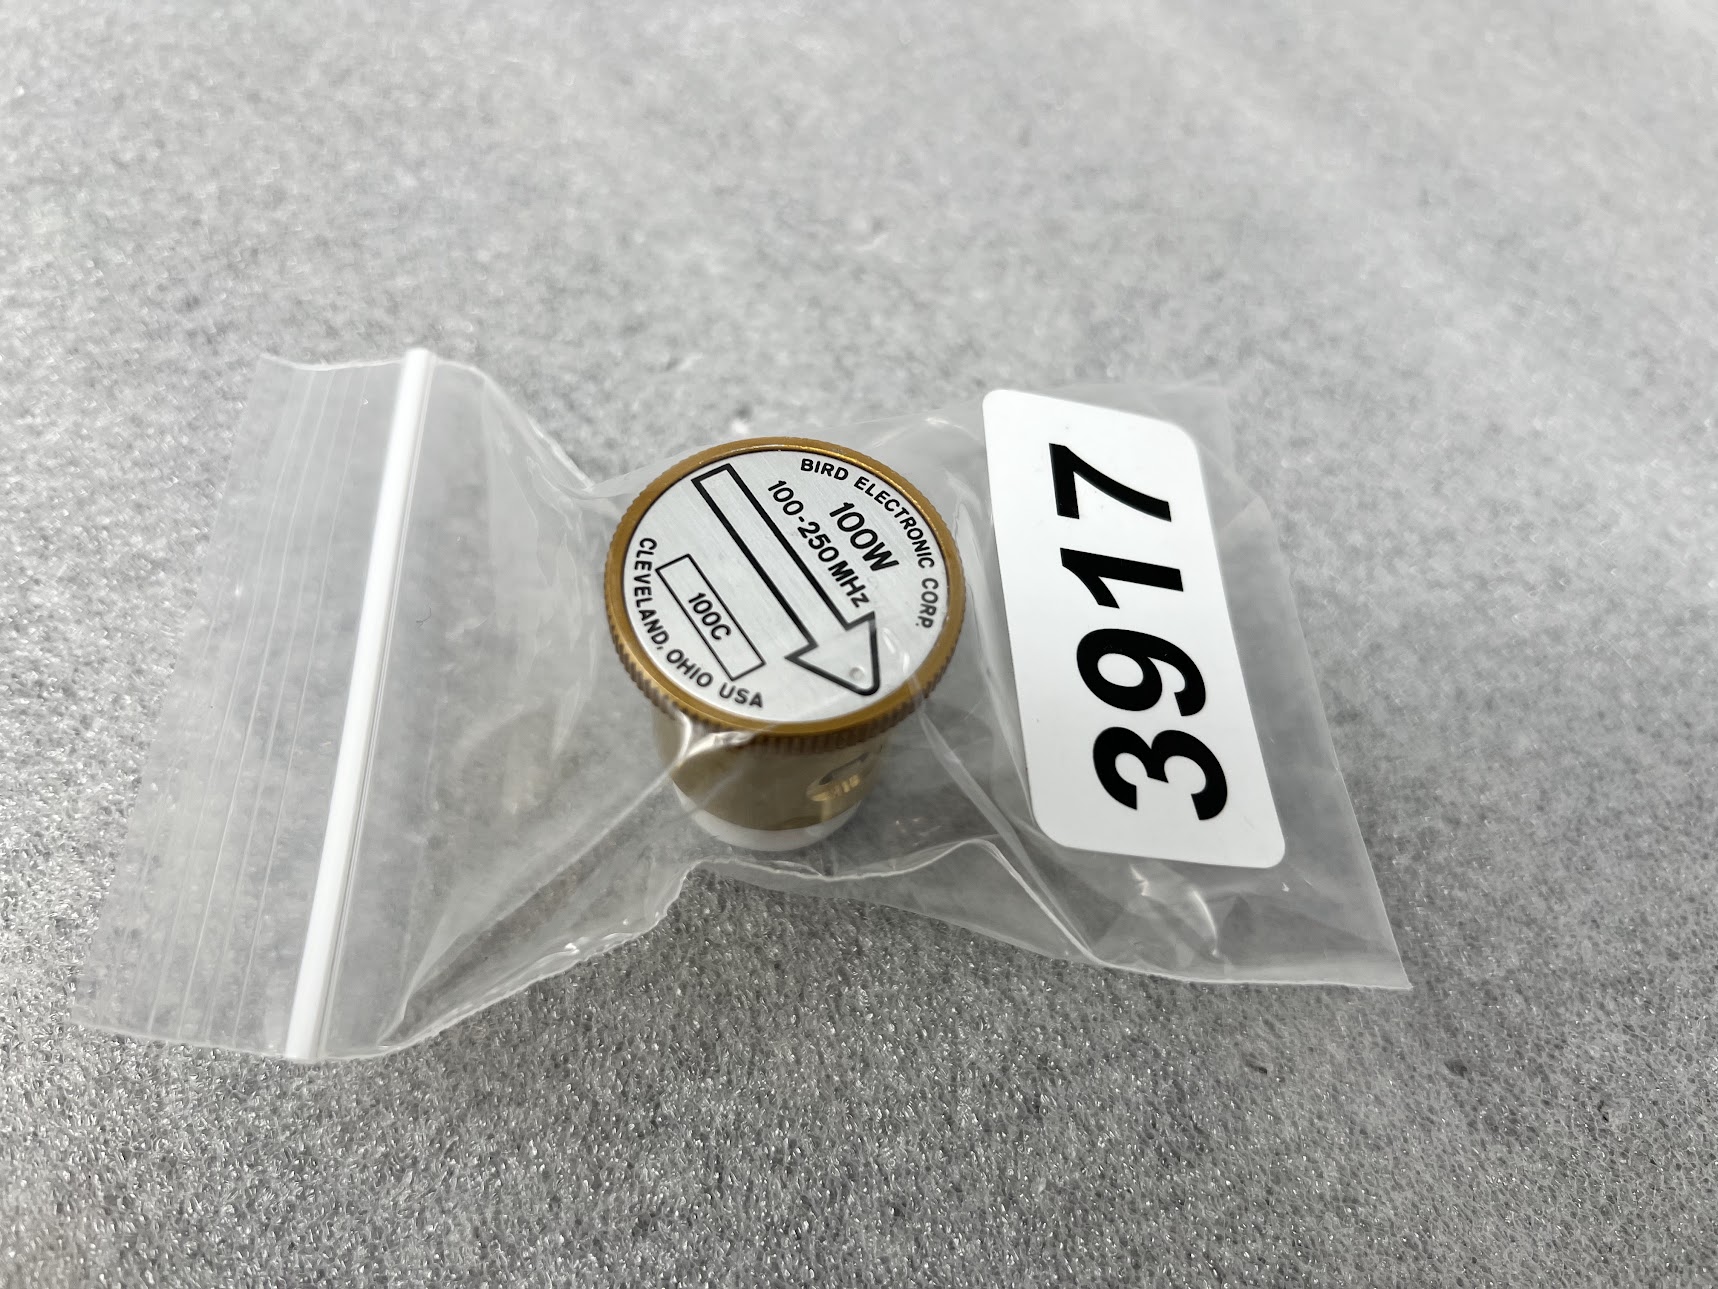 BIRD ELECTRONIC CORP.
100W
100-250MHz
100C
CLEVELAND, OHIO USA
3917